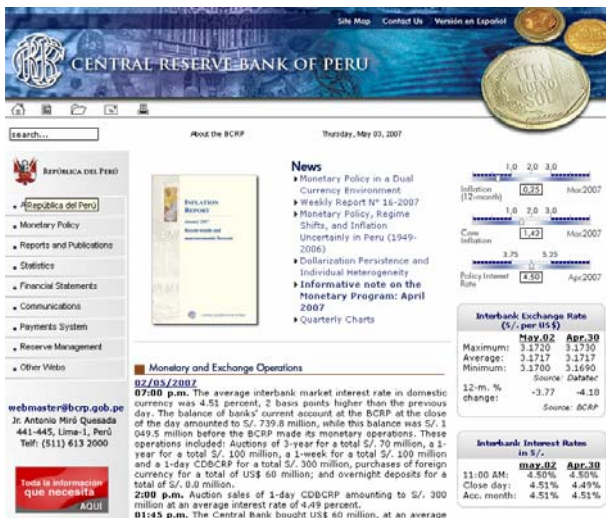 Site Map Contact Us Versión en Español
CENTRAL RESERVE BANK OF PERU
UN
NUEVO
SOL
search...
About the BCRP
Thursday, May 03, 2007
REPÚBLICA DEL PERÚ
República del Perú
Monetary Policy
Reports and Publications
Statistics
Financial Statements
Communications
Payments System
Reserve Management
Other Webs
webmaster@bcrp.gob.pe
Jr. Antonio Miró Quesada
441-445, Lima-1, Perú
Telf: (511) 613 2000
Toda la información
que necesita
AQUI
INFLATION
REPORT
January 2007
News
Monetary Policy in a Dual
Currency Environment
Weekly Report N° 16-2007
Monetary Policy, Regime
Shifts, and Inflation
Uncertainly in Peru (1949-
2006)
Dollarization Persistence and
Individual Heterogeneity
Informative note on the
Monetary Program: April
2007
Quarterly Charts
Monetary and Exchange Operations
02/05/2007
07:00 p.m. The average interbank market interest rate in domestic
currency was 4.51 percent, 2 basis points higher than the previous
day. The balance of banks' current account at the BCRP at the close
of the day amounted to S/. 739.8 million, while this balance was S/. 1
049.5 million before the BCRP made its monetary operations. These
operations included: Auctions of 3-year for a total S/. 70 million, a 1-
year for a total S/. 100 million, a 1-week for a total S/. 100 million
and a 1-day CDBCRP for a total S/. 300 million, purchases of foreign
currency for a total of US$ 60 million; and overnight deposits for a
total of S/. 0.0 million.
2:00 p.m. Auction sales of 1-day CDBCRP amounting to S/. 300
million at an average interest rate of 4.49 percent.
01:45 p.m. The Central Bank bought US$ 60 million, at an average
1,0 2,0 3,0
Inflation 0,25 Mar.2007
(12-month)
1,0 2,0 3,0
Core 1,42 Mar.2007
Inflation
3.75 5.25
Policy Interest 4.50 Apr.2007
Rate
Interbank Exchange Rate
(S/. per US$)
May.02 Apr.30
Maximum: 3.1720 3.1730
Average: 3.1717 3.1717
Minimum: 3.1700 3.1690
Source: Datatec
12-m. %
change: -3.77 -4.18
Source: BCRP
Interbank Interest Rates
in S/.
may.02 Apr.30
11:00 AM: 4.50% 4.50%
Close day: 4.51% 4.49%
Acc. month: 4.51% 4.51%